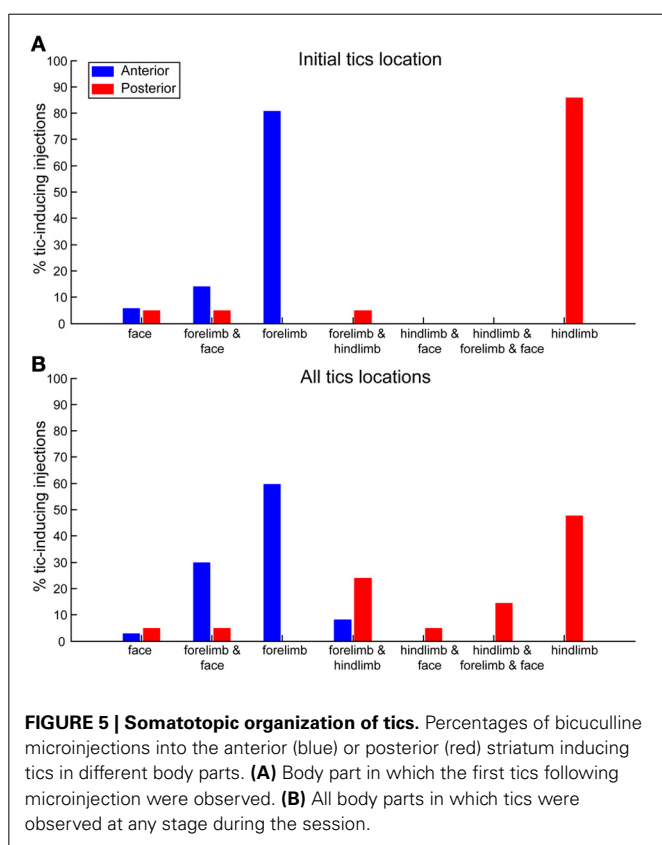 A
Initial tics location
Anterior
Posterior
% tic-inducing injections
100
90
80
70
60
50
40
30
20
10
0
face
forelimb &
face
forelimb
forelimb &
hindlimb
hindlimb &
face
hindlimb &
forelimb & face
hindlimb
B
All tics locations
% tic-inducing injections
100
90
80
70
60
50
40
30
20
10
0
face
forelimb &
face
forelimb
forelimb &
hindlimb
hindlimb &
face
hindlimb &
forelimb & face
hindlimb
FIGURE 5 | Somatotopic organization of tics. Percentages of bicuculline
microinjections into the anterior (blue) or posterior (red) striatum inducing
tics in different body parts. (A) Body part in which the first tics following
microinjection were observed. (B) All body parts in which tics were
observed at any stage during the session.